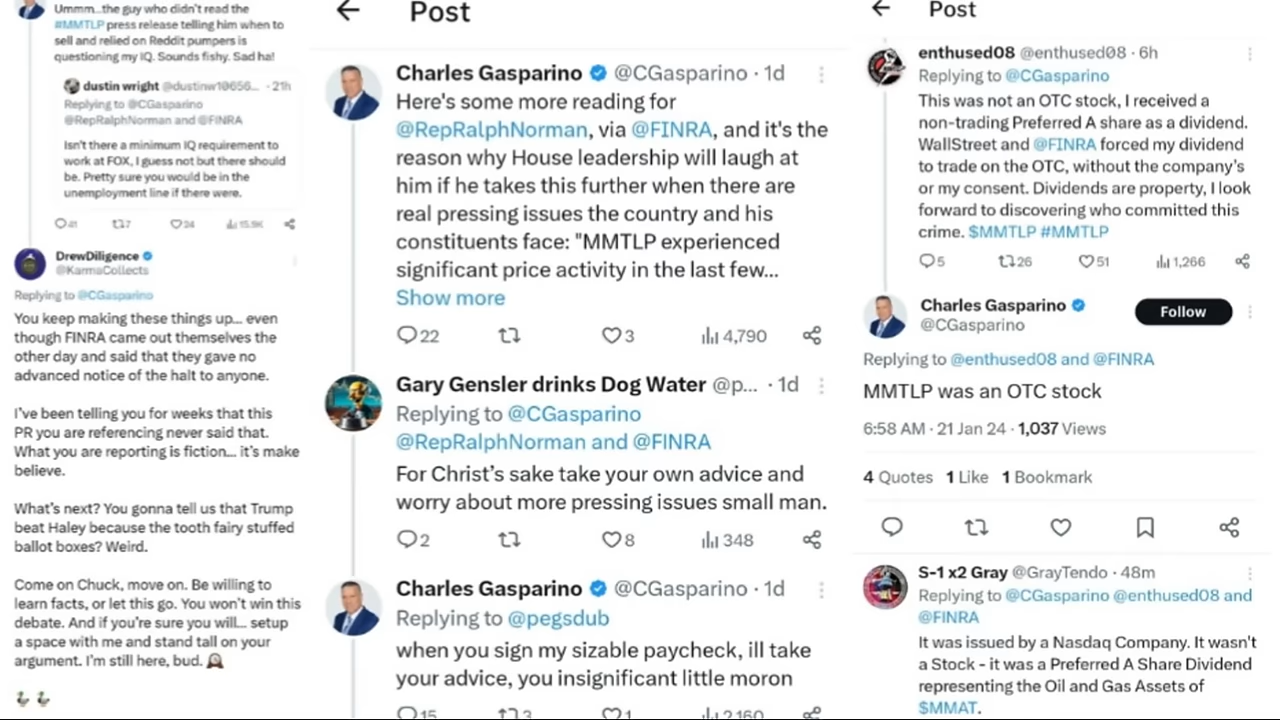 Ummm...the guy who didn't read the
#MMTLP press release telling him when to
sell and relied on Reddit pumpers is
questioning my IQ. Sounds fishy. Sad ha!
dustin wright @dustinw10656... · 21h
Replying to @CGasparino
@RepRalphNorman and @FINRA
Isn't there a minimum IQ requirement to
work at FOX, I guess not but there should
be. Pretty sure you would be in the
unemployment line if there were.
41 7 24 15.9K
DrewDiligence
@KarmaCollects
Replying to @CGasparino
You keep making these things up... even
though FINRA came out themselves the
other day and said that they gave no
advanced notice of the halt to anyone.
I've been telling you for weeks that this
PR you are referencing never said that.
What you are reporting is fiction... it's make
believe.
What's next? You gonna tell us that Trump
beat Haley because the tooth fairy stuffed
ballot boxes? Weird.
Come on Chuck, move on. Be willing to
learn facts, or let this go. You won't win this
debate. And if you're sure you will... setup
a space with me and stand tall on your
argument. I'm still here, bud.
Post
Charles Gasparino @CGasparino · 1d
Here's some more reading for
@RepRalphNorman, via @FINRA, and it's the
reason why House leadership will laugh at
him if he takes this further when there are
real pressing issues the country and his
constituents face: "MMTLP experienced
significant price activity in the last few...
Show more
22 3 4,790
Gary Gensler drinks Dog Water @p... · 1d
Replying to @CGasparino
@RepRalphNorman and @FINRA
For Christ's sake take your own advice and
worry about more pressing issues small man.
2 8 348
Charles Gasparino @CGasparino · 1d
Replying to @pegsdub
when you sign my sizable paycheck, ill take
your advice, you insignificant little moron
15 3 1 2,160
Post
enthused08 @enthused08 · 6h
Replying to @CGasparino
This was not an OTC stock, I received a
non-trading Preferred A share as a dividend.
WallStreet and @FINRA forced my dividend
to trade on the OTC, without the company's
or my consent. Dividends are property, I look
forward to discovering who committed this
crime. $MMTLP #MMTLP
5 26 51 1,266
Charles Gasparino
@CGasparino
Follow
Replying to @enthused08 and @FINRA
MMTLP was an OTC stock
6:58 AM · 21 Jan 24 · 1,037 Views
4 Quotes 1 Like 1 Bookmark
S-1 x2 Gray @GrayTendo · 48m
Replying to @CGasparino @enthused08 and
@FINRA
It was issued by a Nasdaq Company. It wasn't
a Stock - it was a Preferred A Share Dividend
representing the Oil and Gas Assets of
$MMAT.